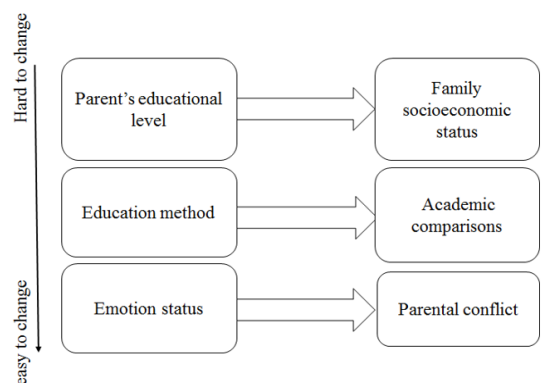 Hard to change
Parent's educational
level
Family
socioeconomic
status
Education method
Academic
comparisons
Emotion status
Parental conflict
easy to change